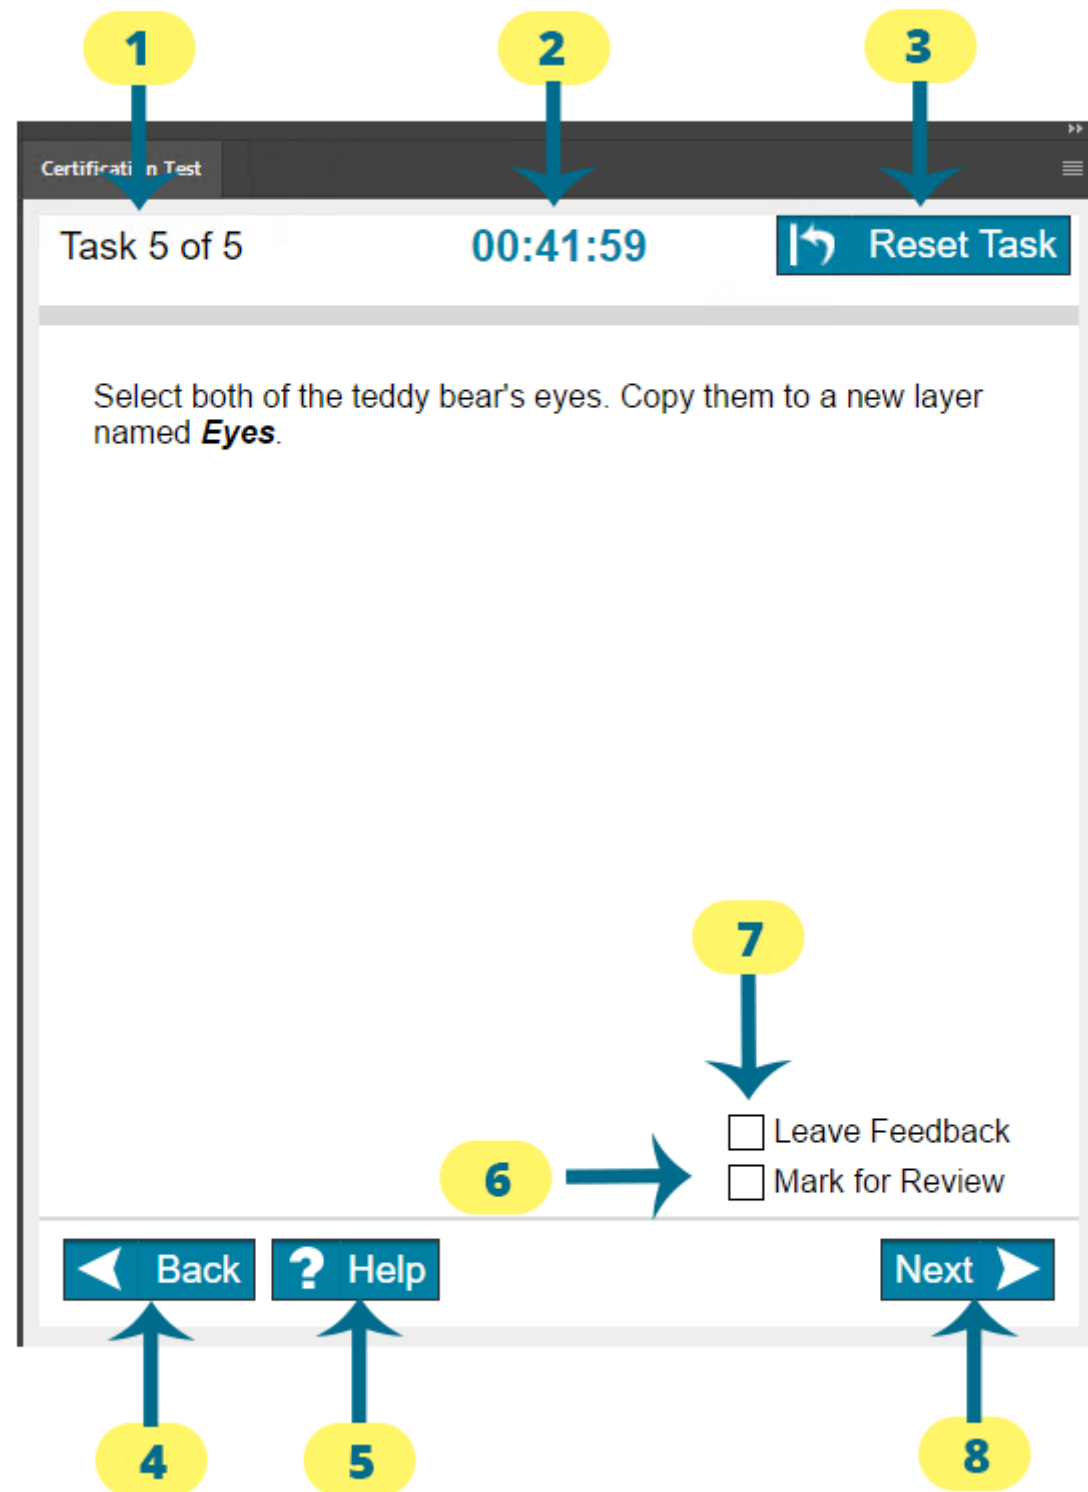 1
2
3
Certification Test
Task 5 of 5
00:41:59
Reset Task
Select both of the teddy bear's eyes. Copy them to a new layer
named Eyes.
7
Leave Feedback
6
Mark for Review
Back
? Help
Next
4
5
8